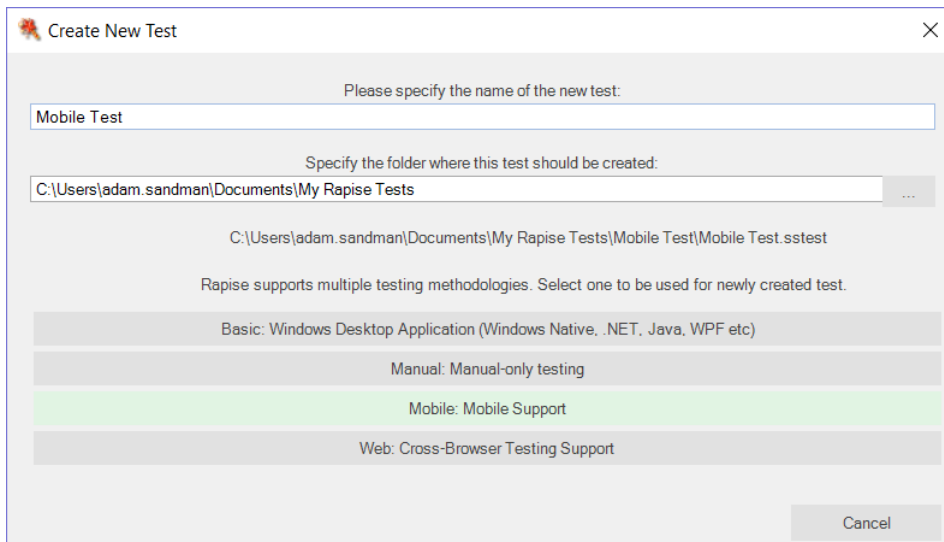 Create New Test
Please specify the name of the new test:
Mobile Test
Specify the folder where this test should be created:
C:\Users\adam.sandman\Documents\My Rapise Tests
...
C:\Users\adam.sandman\Documents\My Rapise Tests\Mobile Test\Mobile Test.sstest
Rapise supports multiple testing methodologies. Select one to be used for newly created test.
Basic: Windows Desktop Application (Windows Native, .NET, Java, WPF etc)
Manual: Manual-only testing
Mobile: Mobile Support
Web: Cross-Browser Testing Support
Cancel